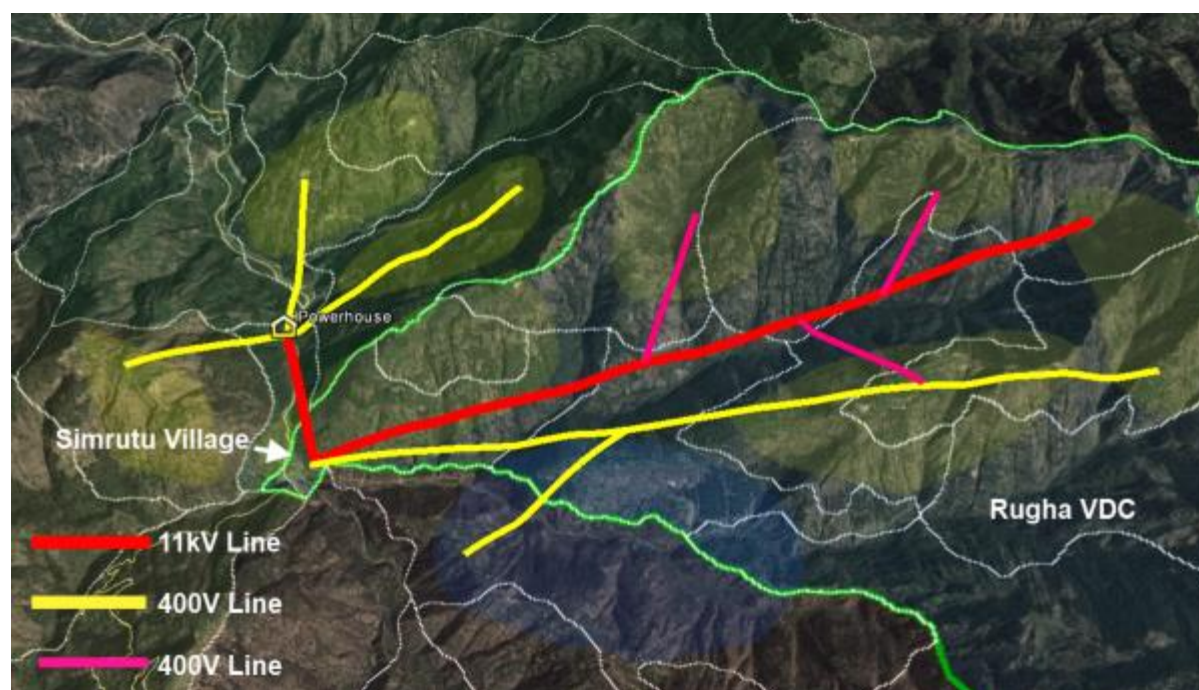 Powerhouse
Simrutu Village
Rugha VDC
11kV Line
400V Line
400V Line